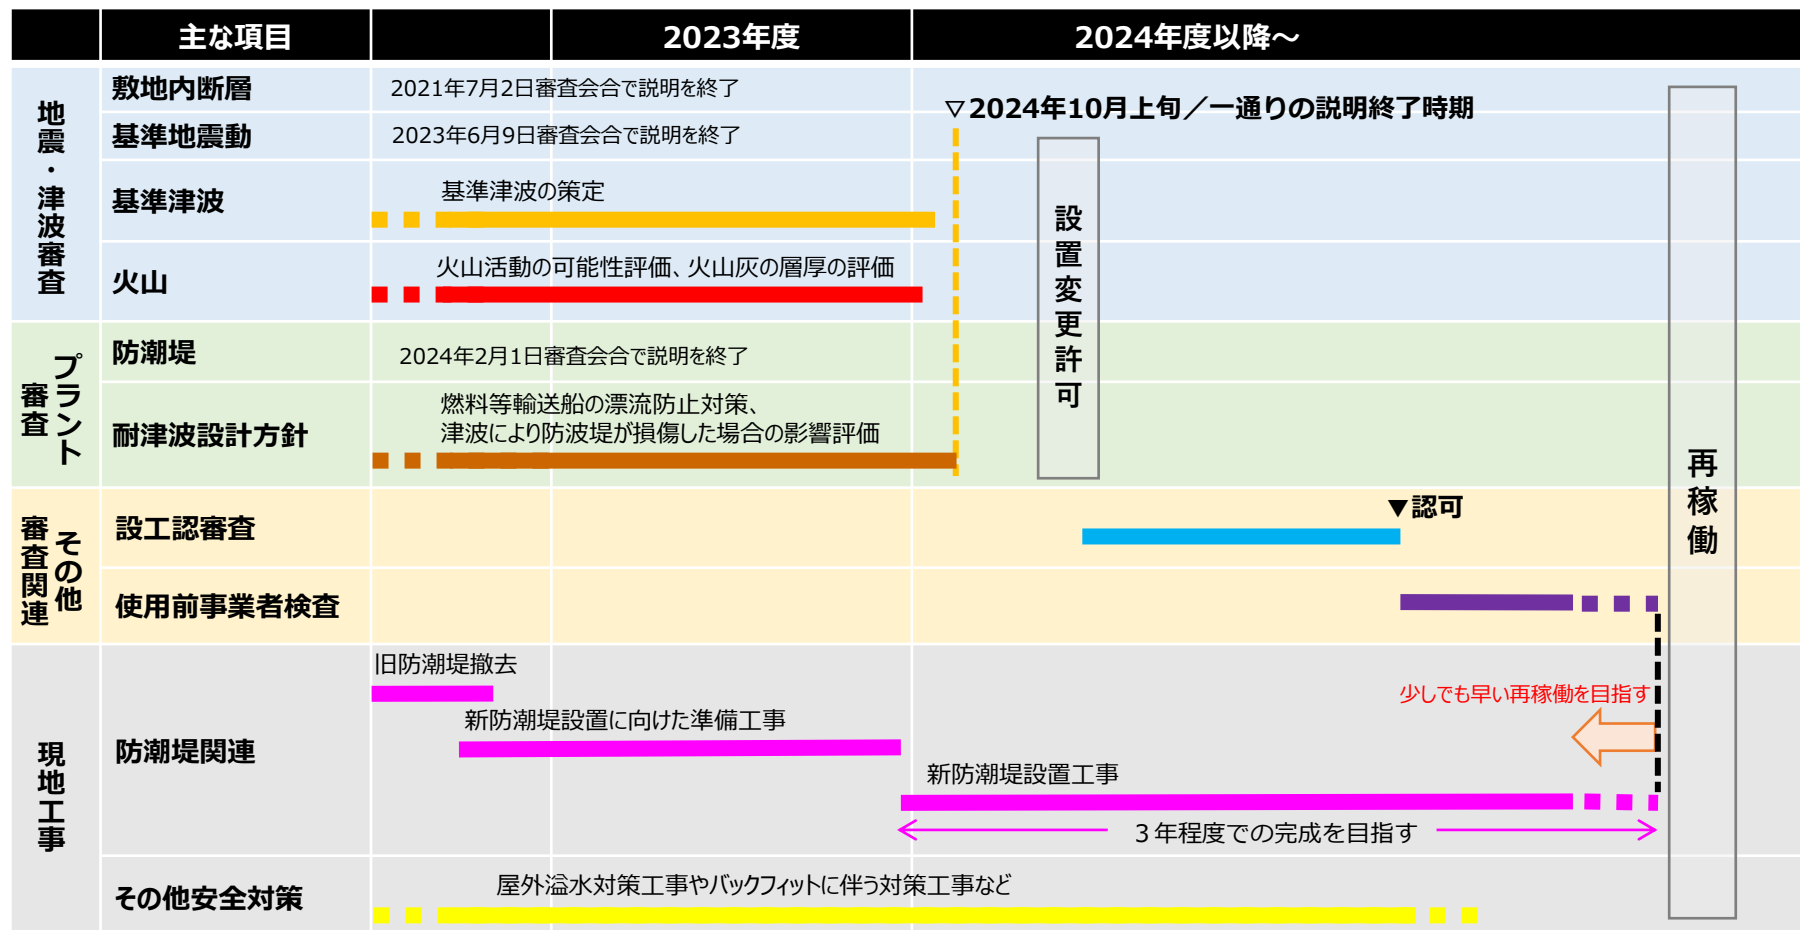 主な項目
2023年度
2024年度以降～
地震・津波審査
敷地内断層
2021年7月2日審査会合で説明を終了
▽2024年10月上旬／一通りの説明終了時期
基準地震動
2023年6月9日審査会合で説明を終了
基準津波
基準津波の策定
火山
火山活動の可能性評価、火山灰の層厚の評価
設置変更許可
再稼働
プラント
審査
防潮堤
2024年2月1日審査会合で説明を終了
耐津波設計方針
燃料等輸送船の漂流防止対策、
津波により防波堤が損傷した場合の影響評価
その他
審査関連
設工認審査
▼認可
使用前事業者検査
現地工事
防潮堤関連
旧防潮堤撤去
新防潮堤設置に向けた準備工事
少しでも早い再稼働を目指す
新防潮堤設置工事
３年程度での完成を目指す
その他安全対策
屋外溢水対策工事やバックフィットに伴う対策工事など